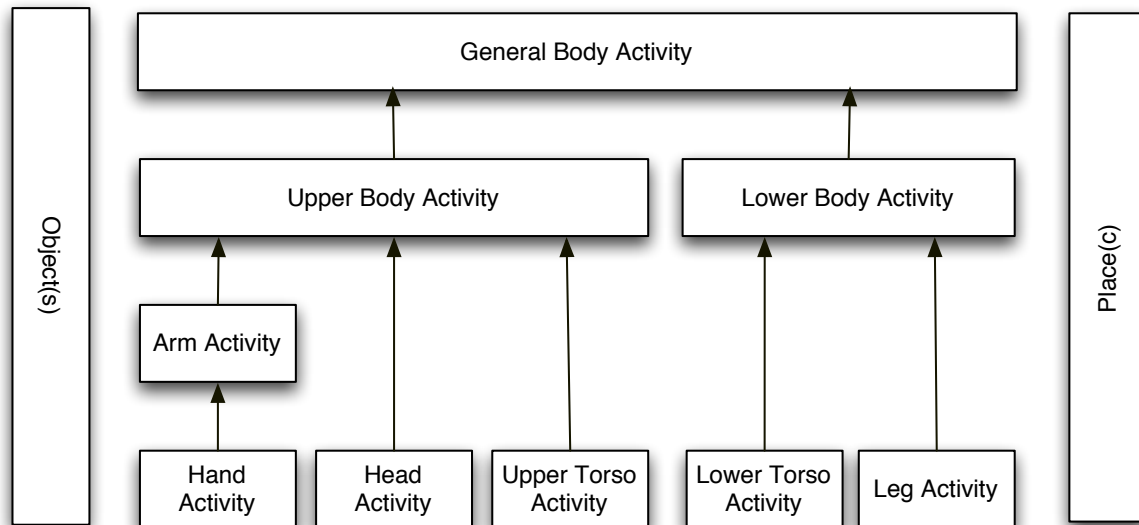 General Body Activity
Upper Body Activity
Lower Body Activity
Object(s)
Place(c)
Arm Activity
Hand
Activity
Head
Activity
Upper Torso
Activity
Lower Torso
Activity
Leg Activity